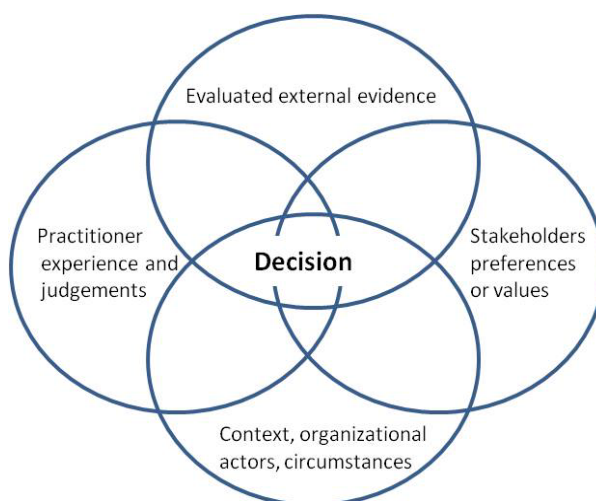 Evaluated external evidence
Practitioner
experience and
judgements
Decision
Stakeholders
preferences
or values
Context, organizational
actors, circumstances